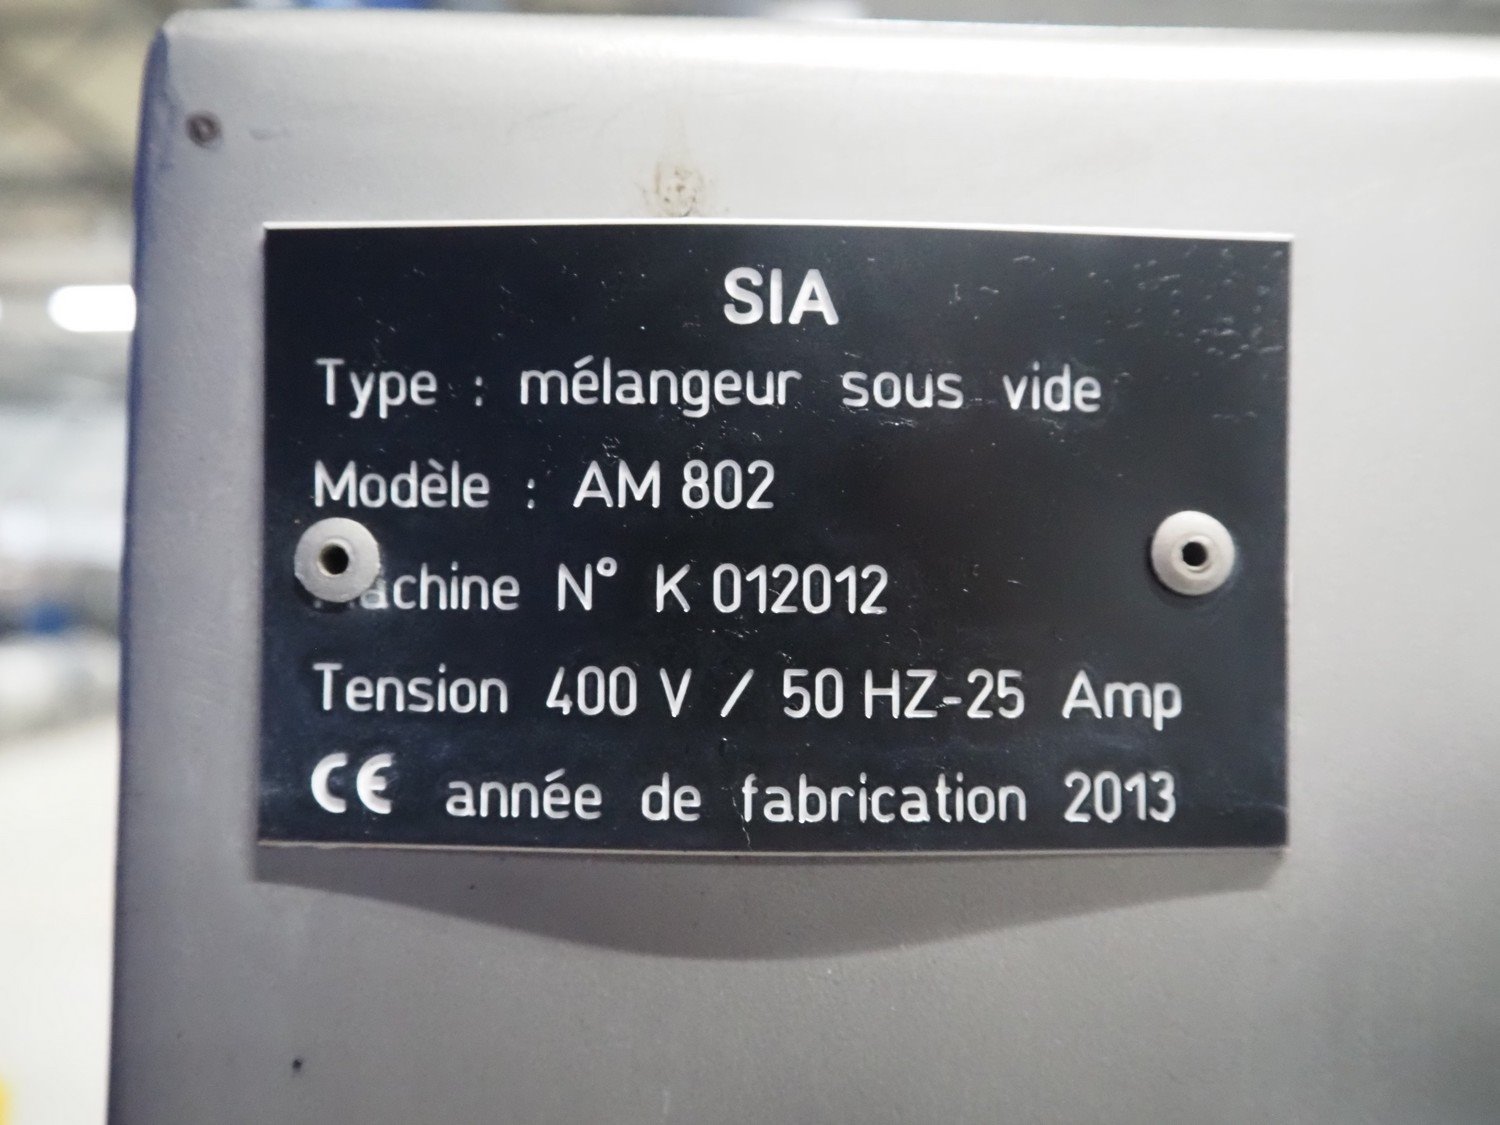 SIA
Type : mélangeur sous vide
Modèle : AM 802
Machine N° K 012012
Tension 400 V / 50 HZ-25 Amp
CE année de fabrication 2013